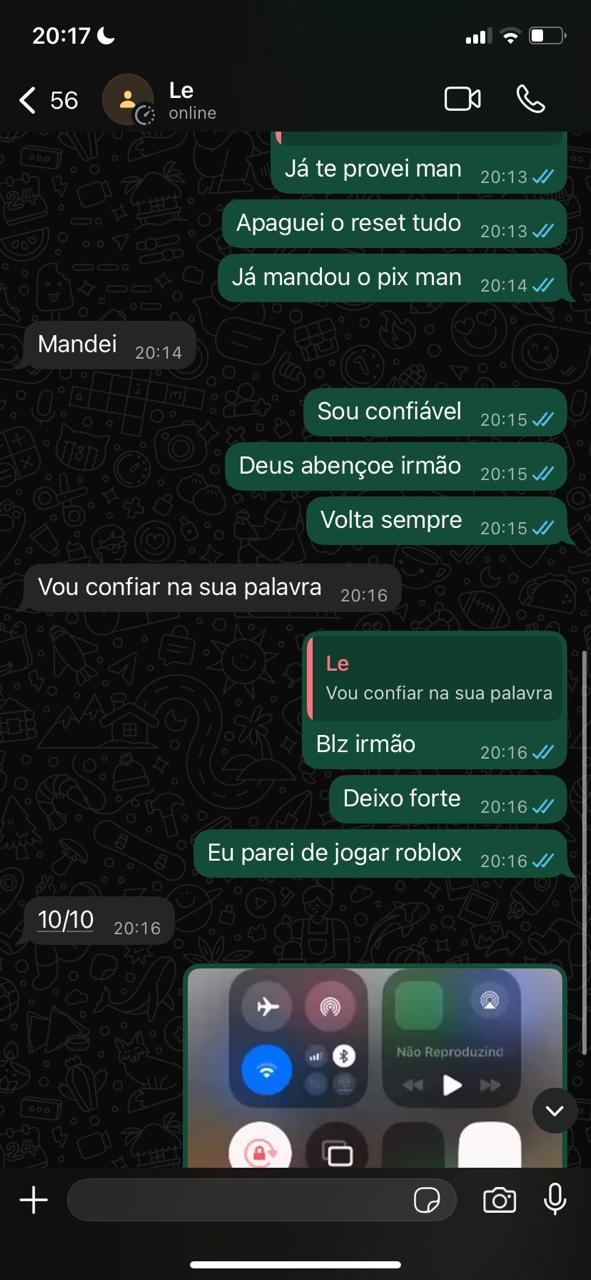 20:17
56
Le
online
Já te provei man 20:13
Apaguei o reset tudo 20:13
Já mandou o pix man 20:14
Mandei 20:14
Sou confiável 20:15
Deus abençoe irmão 20:15
Volta sempre 20:15
Vou confiar na sua palavra 20:16
Le
Vou confiar na sua palavra
Blz irmão 20:16
Deixo forte 20:16
Eu parei de jogar roblox 20:16
10/10 20:16
Não Reproduzind